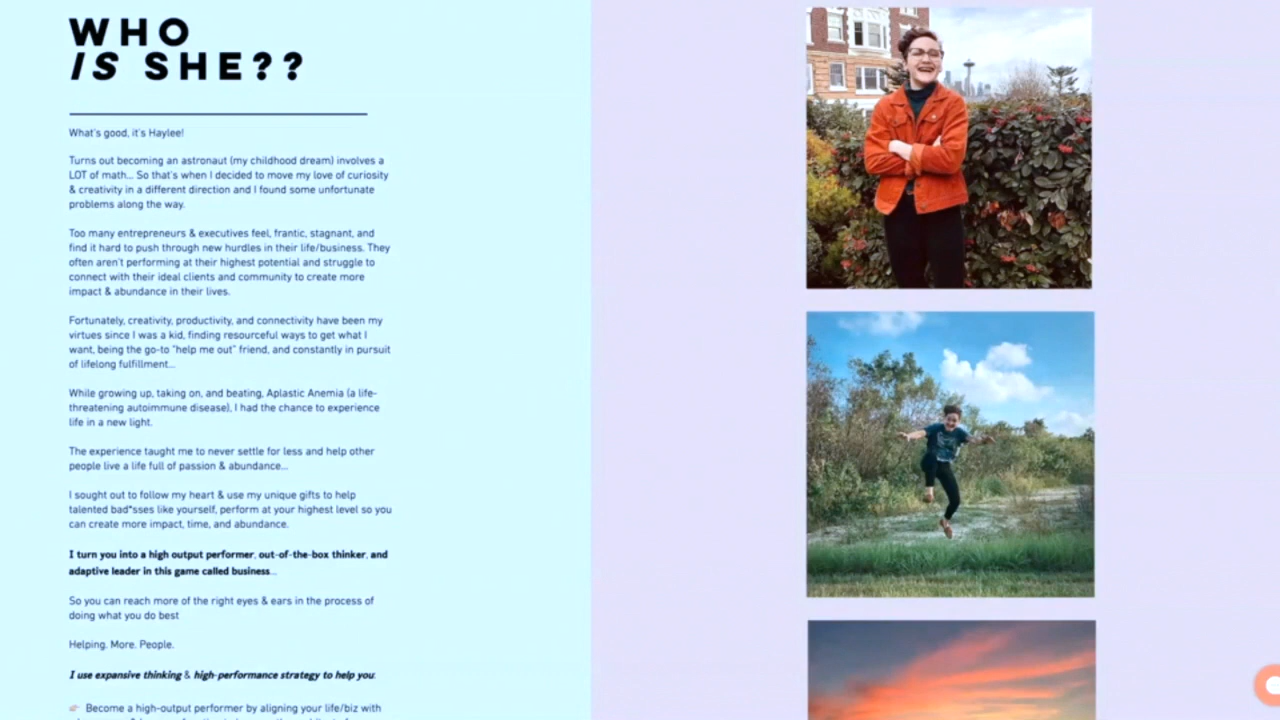 WHO
IS SHE??
What's good, it's Haylee!
Turns out becoming an astronaut (my childhood dream) involves a
LOT of math... So that's when I decided to move my love of curiosity
& creativity in a different direction and I found some unfortunate
problems along the way.
Too many entrepreneurs & executives feel, frantic, stagnant, and
find it hard to push through new hurdles in their life/business. They
often aren't performing at their highest potential and struggle to
connect with their ideal clients and community to create more
impact & abundance in their lives.
Fortunately, creativity, productivity, and connectivity have been my
virtues since I was a kid, finding resourceful ways to get what I
want, being the go-to "help me out" friend, and constantly in pursuit
of lifelong fulfillment...
While growing up, taking on, and beating, Aplastic Anemia (a life-
threatening autoimmune disease), I had the chance to experience
life in a new light.
The experience taught me to never settle for less and help other
people live a life full of passion & abundance...
I sought out to follow my heart & use my unique gifts to help
talented bad*sses like yourself, perform at your highest level so you
can create more impact, time, and abundance.
I turn you into a high output performer, out-of-the-box thinker, and
adaptive leader in this game called business...
So you can reach more of the right eyes & ears in the process of
doing what you do best
Helping. More. People.
I use expansive thinking & high-performance strategy to help you:
Become a high-output performer by aligning your life/biz with